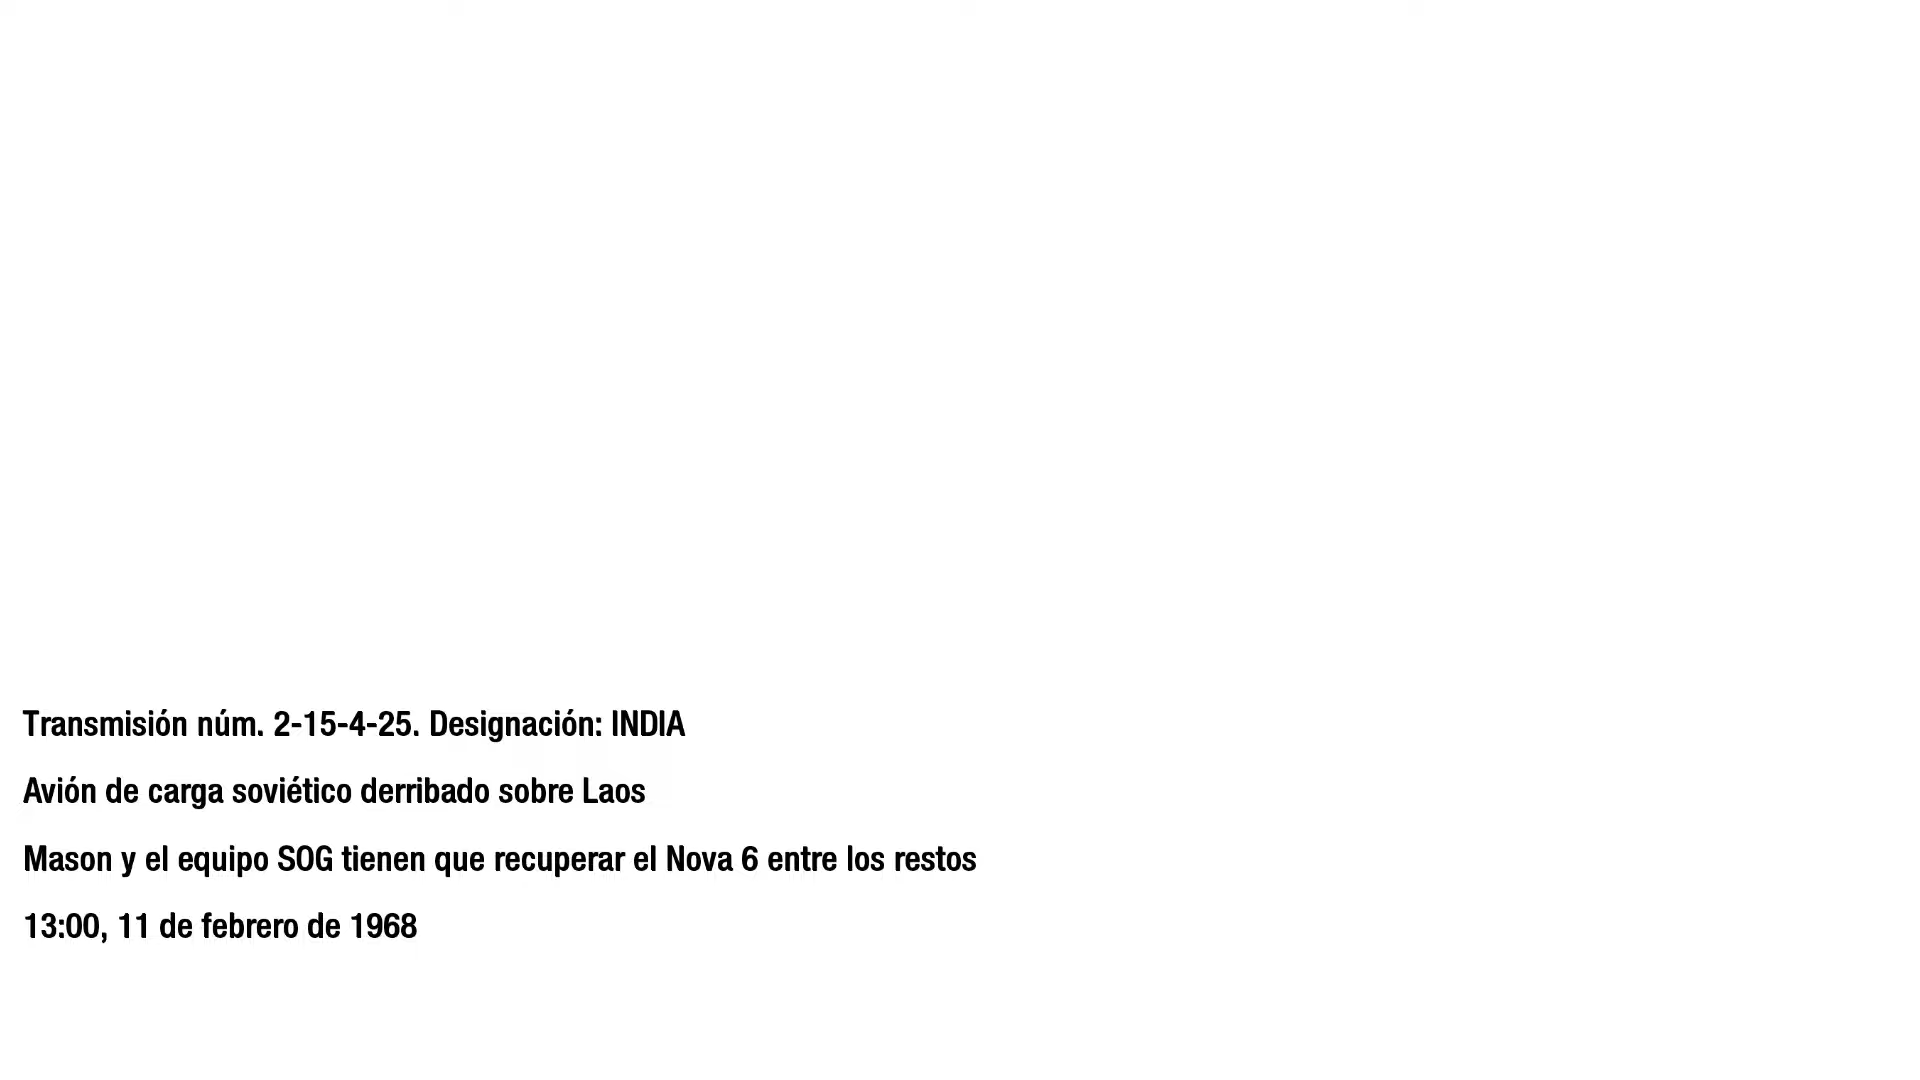 Transmisión núm. 2-15-4-25. Designación: INDIA
Avión de carga soviético derribado sobre Laos
Mason y el equipo SOG tienen que recuperar el Nova 6 entre los restos
13:00, 11 de febrero de 1968